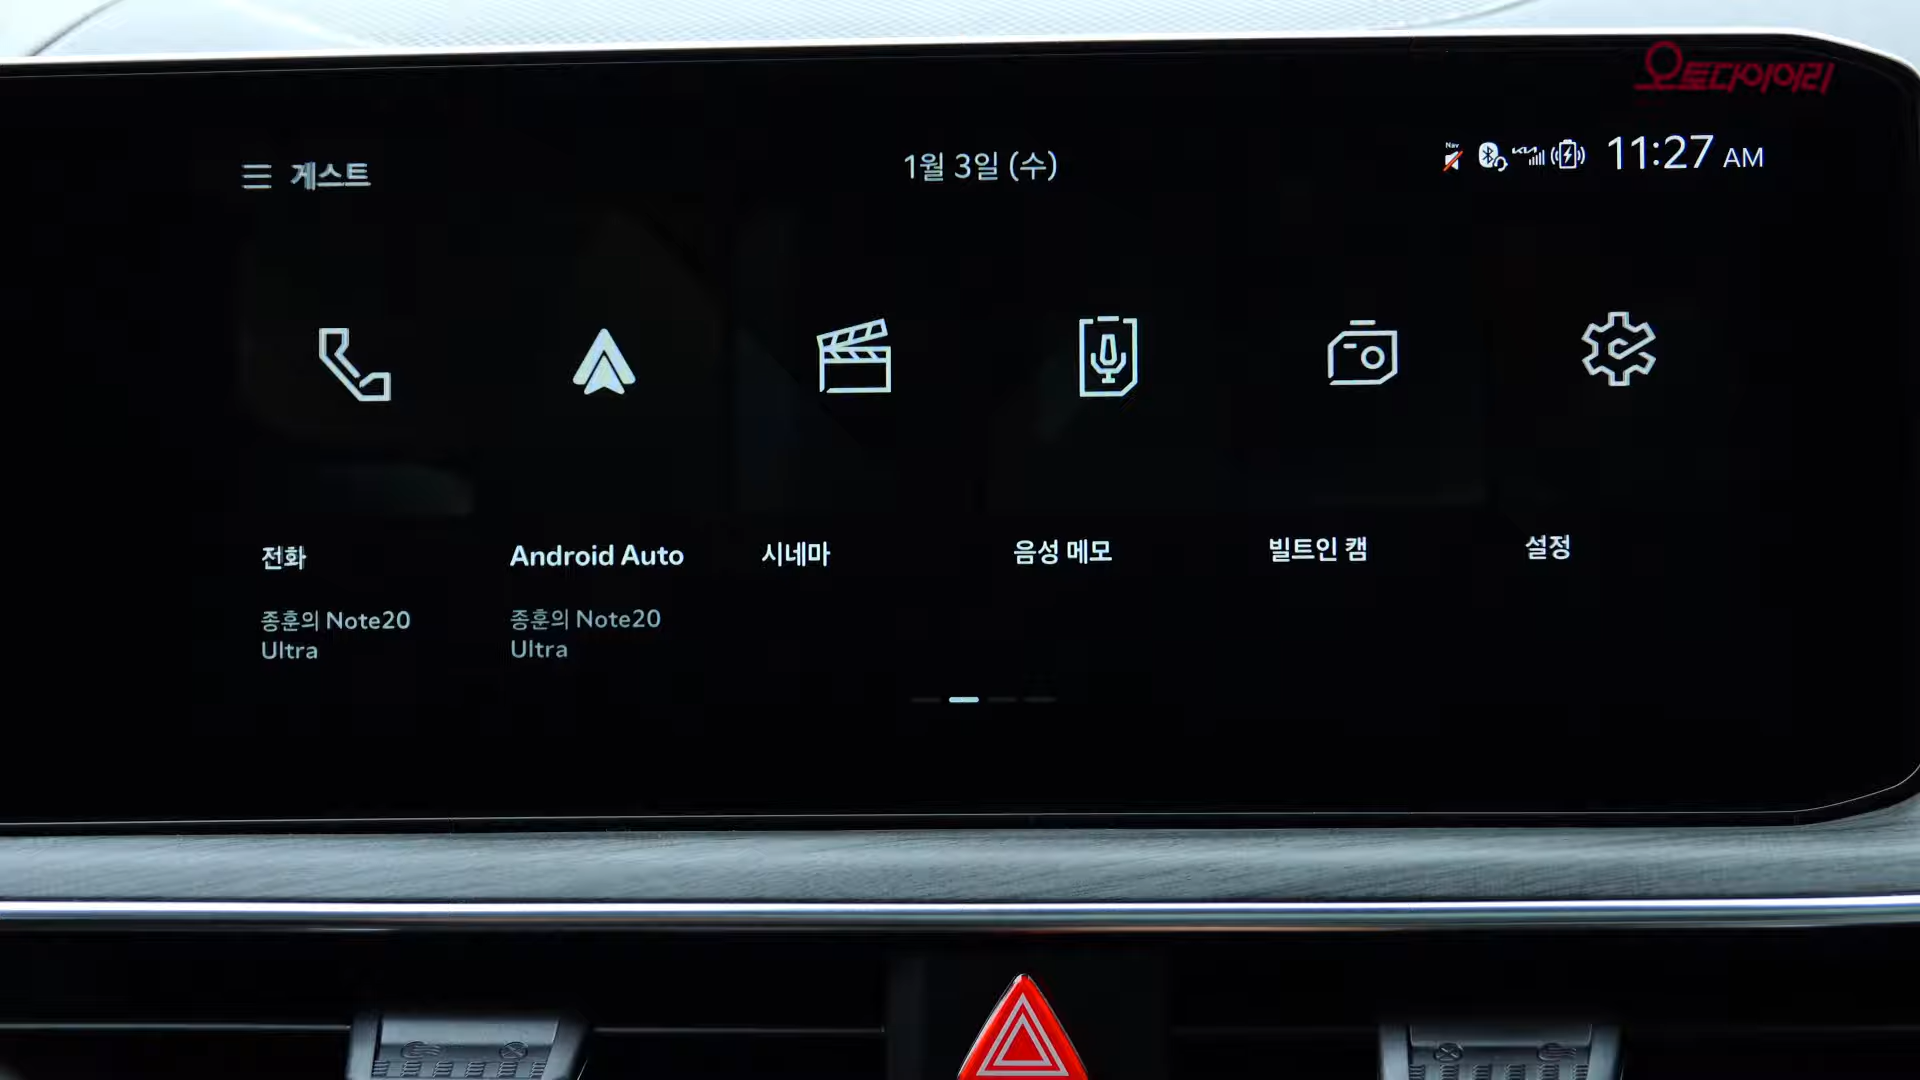 오토다이어리
게스트
1월 3일 (수)
Nav
KIA
11:27 AM
전화
Android Auto
시네마
음성 메모
빌트인 캠
설정
종훈의 Note20
Ultra
종훈의 Note20
Ultra